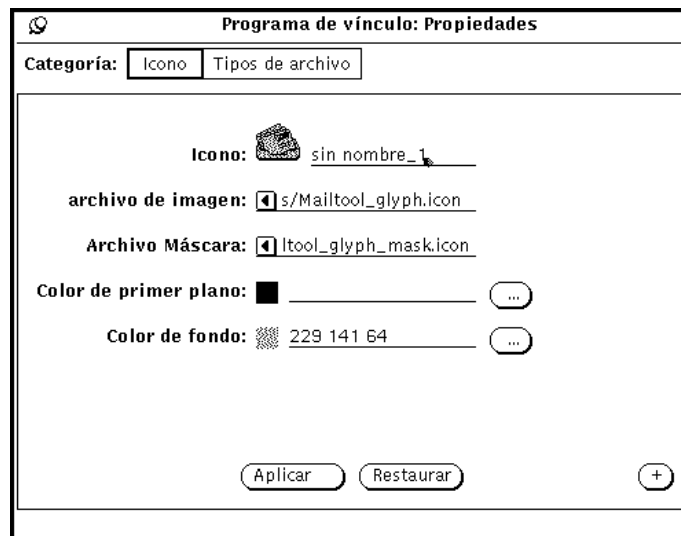 Programa de vínculo: Propiedades
Categoría: Icono Tipos de archivo
Icono: sin nombre_1
archivo de imagen: s/Mailtool_glyph.icon
Archivo Máscara: ltool_glyph_mask.icon
Color de primer plano: ...
Color de fondo: 229 141 64 ...
Aplicar Restaurar +